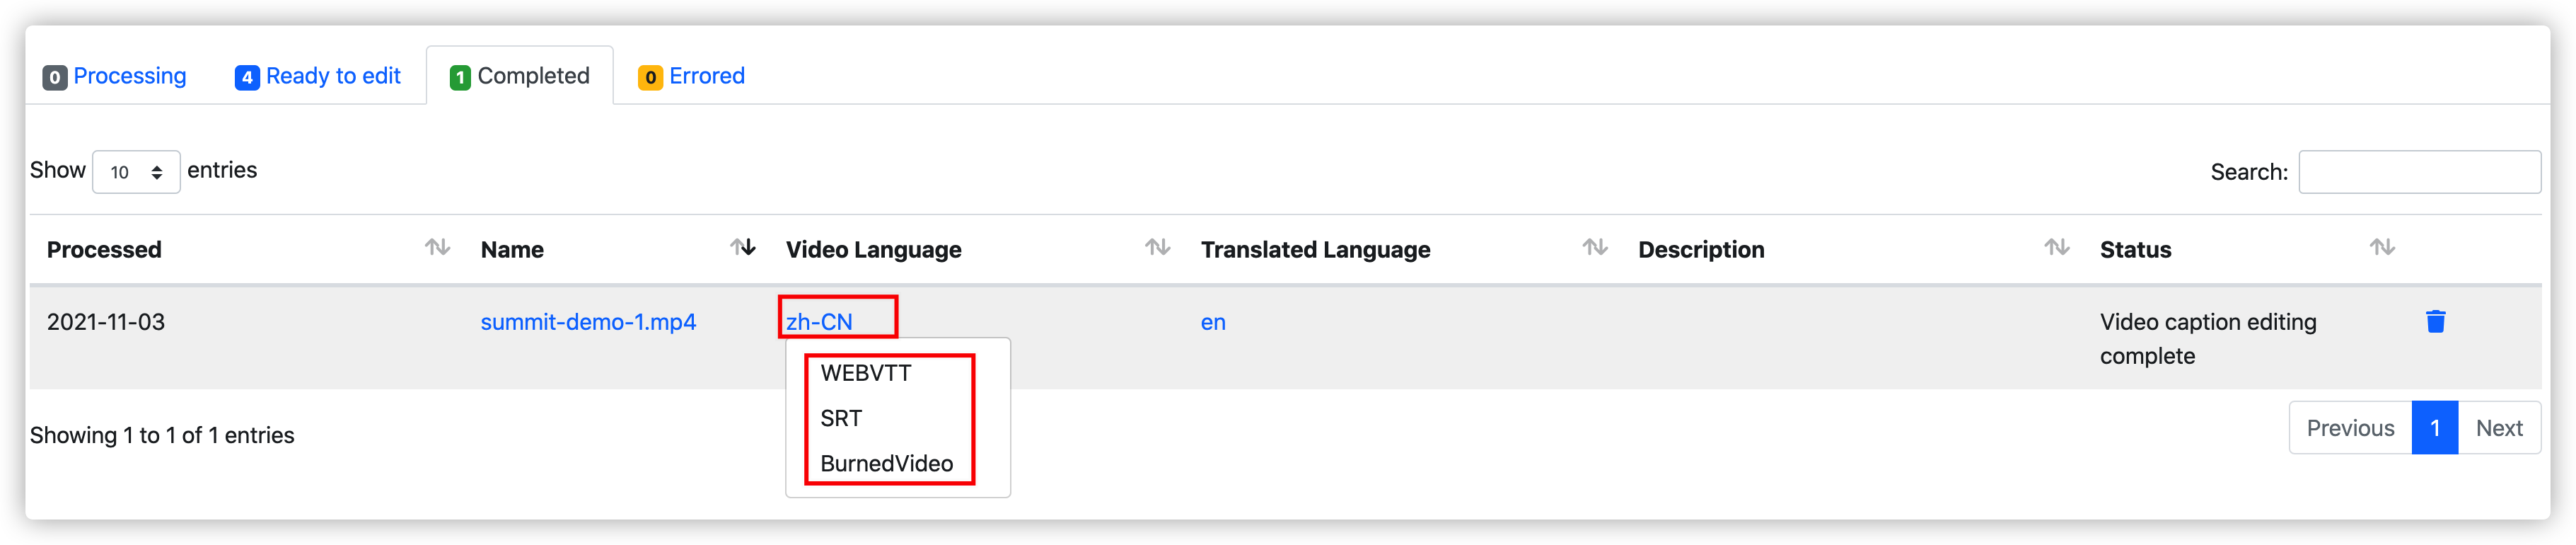 0 Processing 4 Ready to edit 1 Completed 0 Errored
Show 10 entries Search:
Processed Name Video Language Translated Language Description Status
2021-11-03 summit-demo-1.mp4 zh-CN en Video caption editing
complete
WEBVTT
SRT
BurnedVideo
Showing 1 to 1 of 1 entries Previous 1 Next